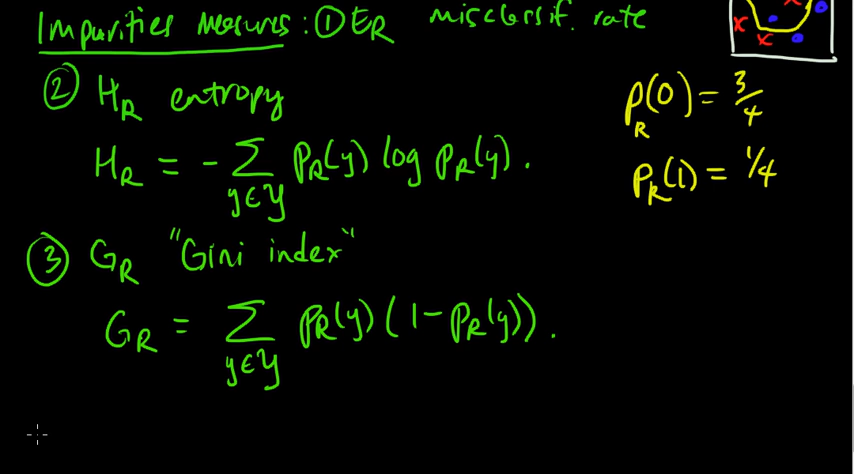 Impurities measures: ① E_R misclassif. rate
② H_R entropy
H_R = - Σ_{y∈Y} P_R(y) log P_R(y).
③ G_R "Gini index"
G_R = Σ_{y∈Y} P_R(y)(1-P_R(y)).
P_R(0) = 3/4
P_R(1) = 1/4